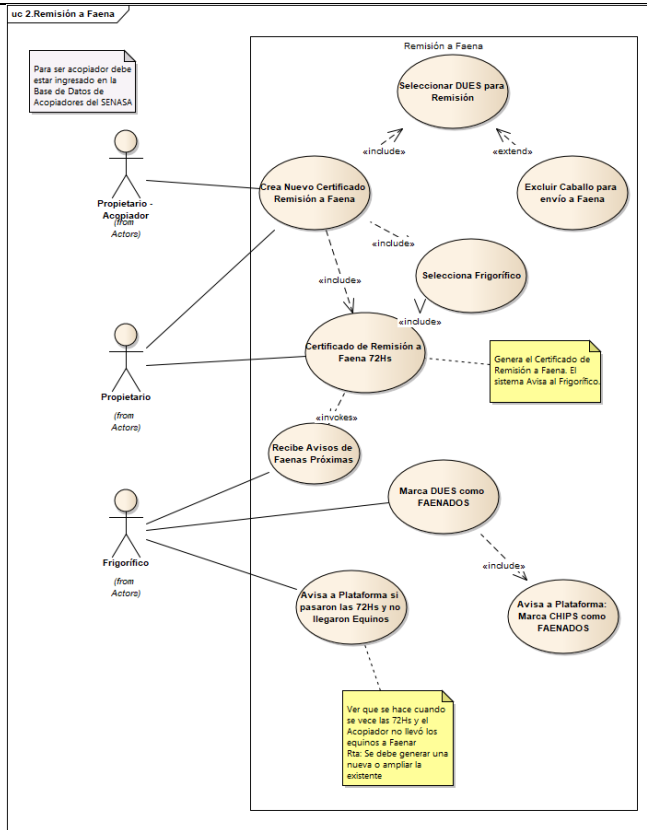 uc 2.Remisión a Faena
Remisión a Faena
Para ser acopiador debe
estar ingresado en la
Base de Datos de
Acopiadores del SENASA
Seleccionar DUES para
Remisión
«include»
«extend»
Propietario -
Acopiador
(from
Actors)
Crea Nuevo Certificado
Remisión a Faena
Excluir Caballo para
envío a Faena
«include»
«include»
Selecciona Frigorífico
«include»
Certificado de Remisión a
Faena 72Hs
Genera el Certificado de
Remisión a Faena. El
sistema Avisa al Frigorífico.
Propietario
(from
Actors)
«invokes»
Recibe Avisos de
Faenas Próximas
Marca DUES como
FAENADOS
Frigorífico
(from
Actors)
«include»
Avisa a Plataforma si
pasaron las 72Hs y no
llegaron Equinos
Avisa a Plataforma:
Marca CHIPS como
FAENADOS
Ver que se hace cuando
se vece las 72Hs y el
Acopiador no llevó los
equinos a Faenar
Rta: Se debe generar una
nueva o ampliar la
existente